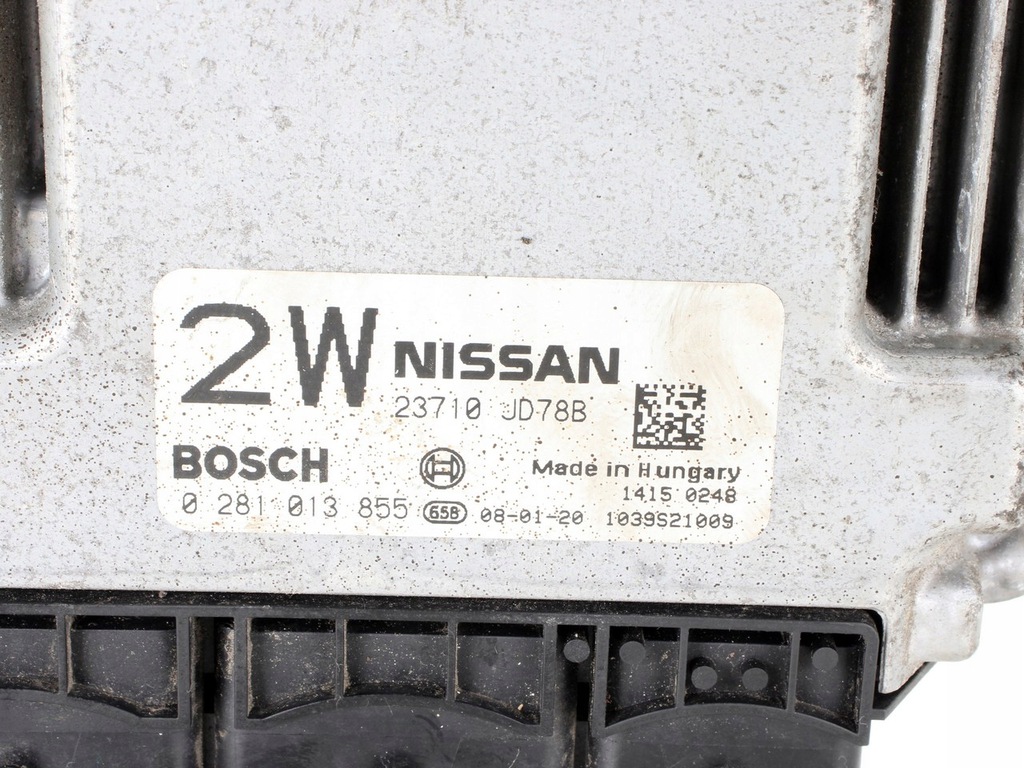 2W NISSAN
23710 JD78B
BOSCH
Made in Hungary
1415 0248
0 281 013 855 658 08-01-20 1039S21009